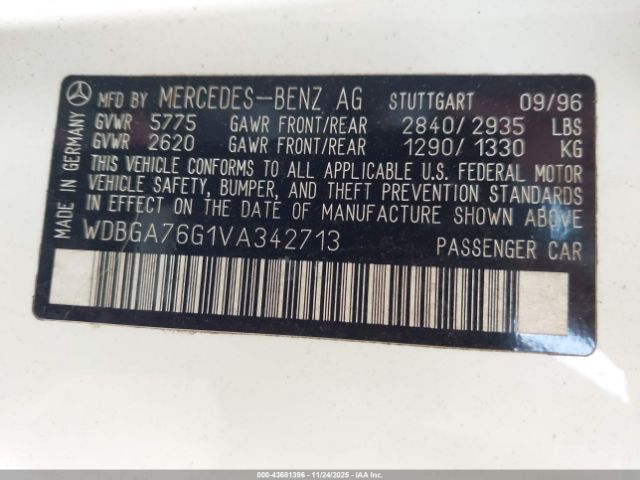 MADE IN GERMANY
MFD BY MERCEDES-BENZ AG STUTTGART 09/96
GVWR 5775 GAWR FRONT/REAR 2840/2935 LBS
GVWR 2620 GAWR FRONT/REAR 1290/1330 KG
THIS VEHICLE CONFORMS TO ALL APPLICABLE U.S. FEDERAL MOTOR
VEHICLE SAFETY, BUMPER, AND THEFT PREVENTION STANDARDS
IN EFFECT ON THE DATE OF MANUFACTURE SHOWN ABOVE
WDBGA76G1VA342713 PASSENGER CAR
000-43681396 - 11/24/2025 - IAAI.COM